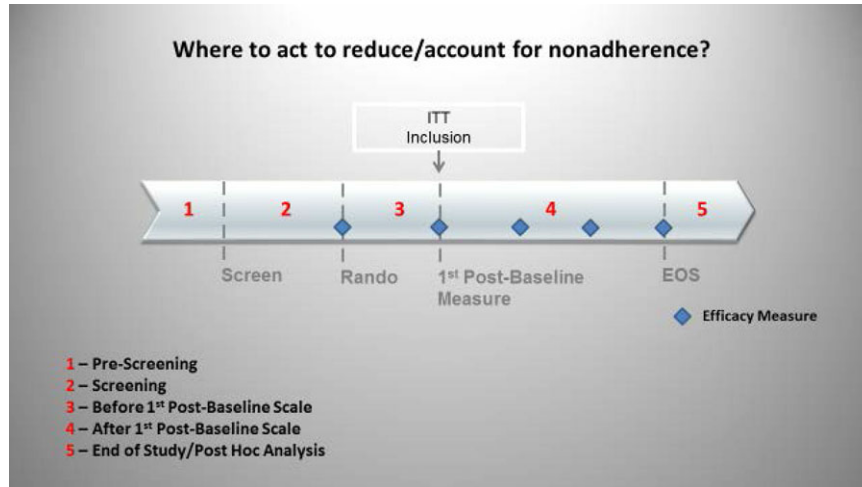 Where to act to reduce/account for nonadherence?
ITT
Inclusion
1
2
3
4
5
Screen
Rando
1st Post-Baseline
Measure
EOS
Efficacy Measure
1 – Pre-Screening
2 – Screening
3 – Before 1st Post-Baseline Scale
4 – After 1st Post-Baseline Scale
5 – End of Study/Post Hoc Analysis